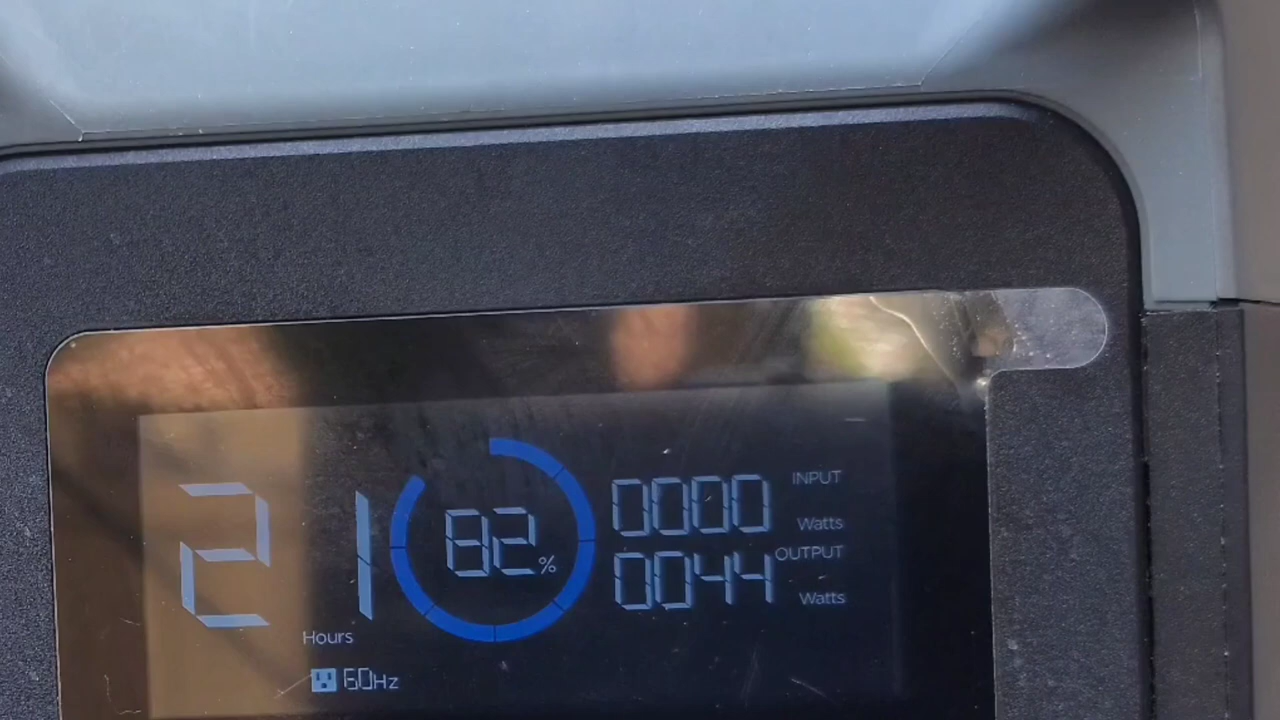 21 Hours
82%
0000 INPUT Watts
0044 OUTPUT Watts
60Hz